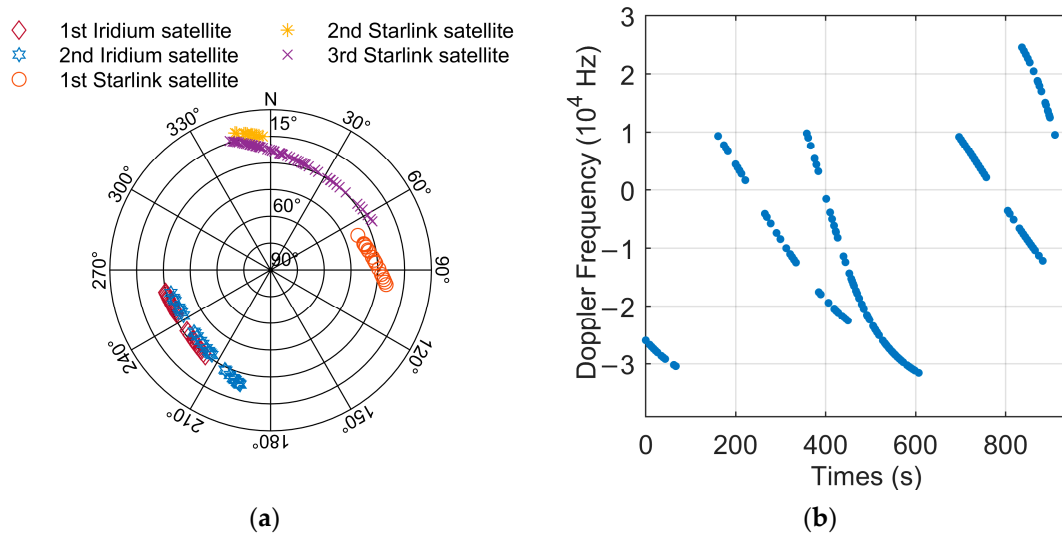 1st Iridium satellite
2nd Iridium satellite
1st Starlink satellite
2nd Starlink satellite
3rd Starlink satellite
N
330°
15°
30°
300°
60°
60°
270°
90°
90°
240°
120°
210°
150°
180°
(a)
Doppler Frequency (10⁴ Hz)
3
2
1
0
−1
−2
−3
0
200
400
600
800
Times (s)
(b)